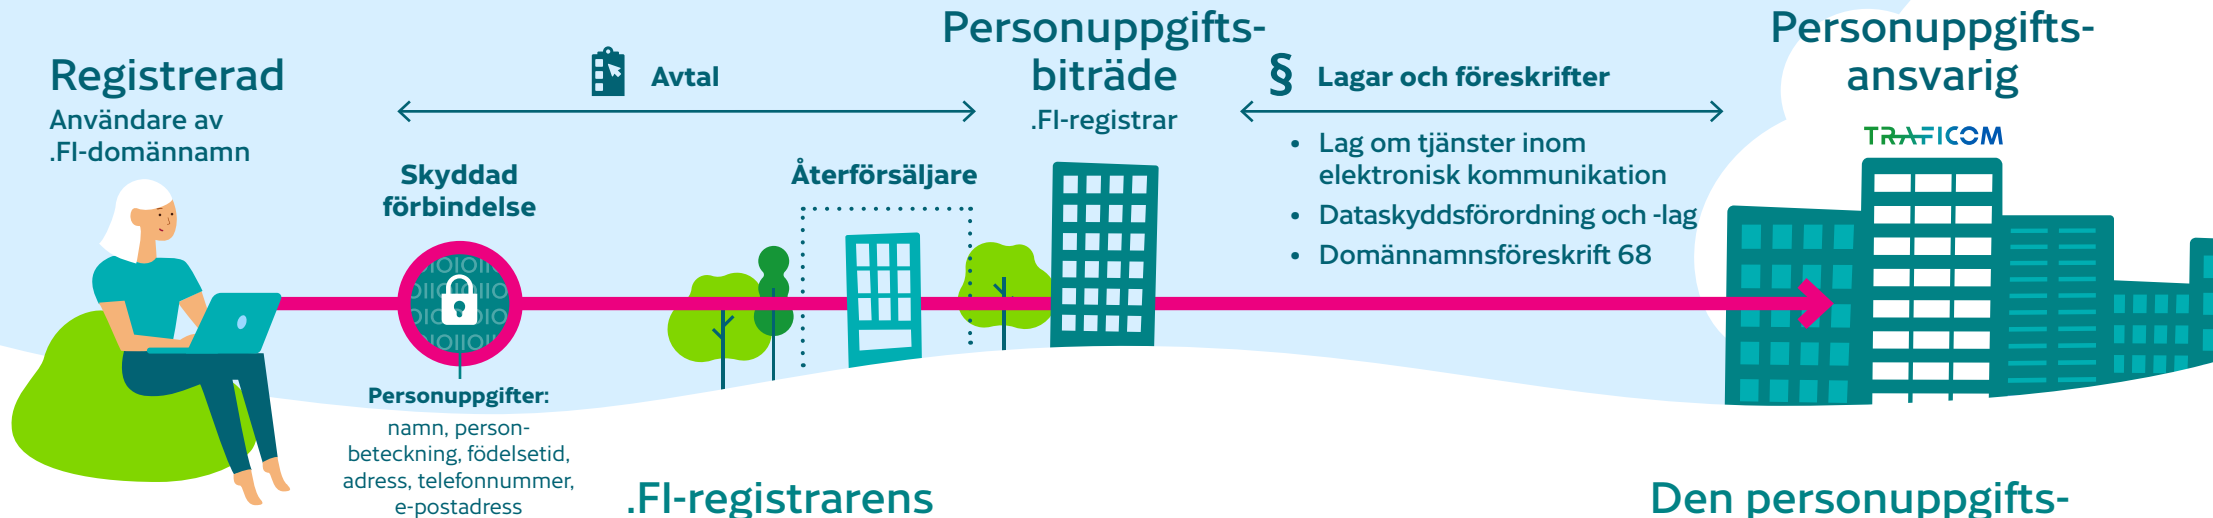 Registrerad
Användare av
.FI-domännamn
Avtal
Skyddad
förbindelse
Personuppgifter:
namn, person-
beteckning, födelsetid,
adress, telefonnummer,
e-postadress
Återförsäljare
Personuppgifts-
biträde
.FI-registrar
§ Lagar och föreskrifter
• Lag om tjänster inom
elektronisk kommunikation
• Dataskyddsförordning och -lag
• Domännamnsföreskrift 68
Personuppgifts-
ansvarig
TRAFICOM
.FI-registrarens
Den personuppgifts-